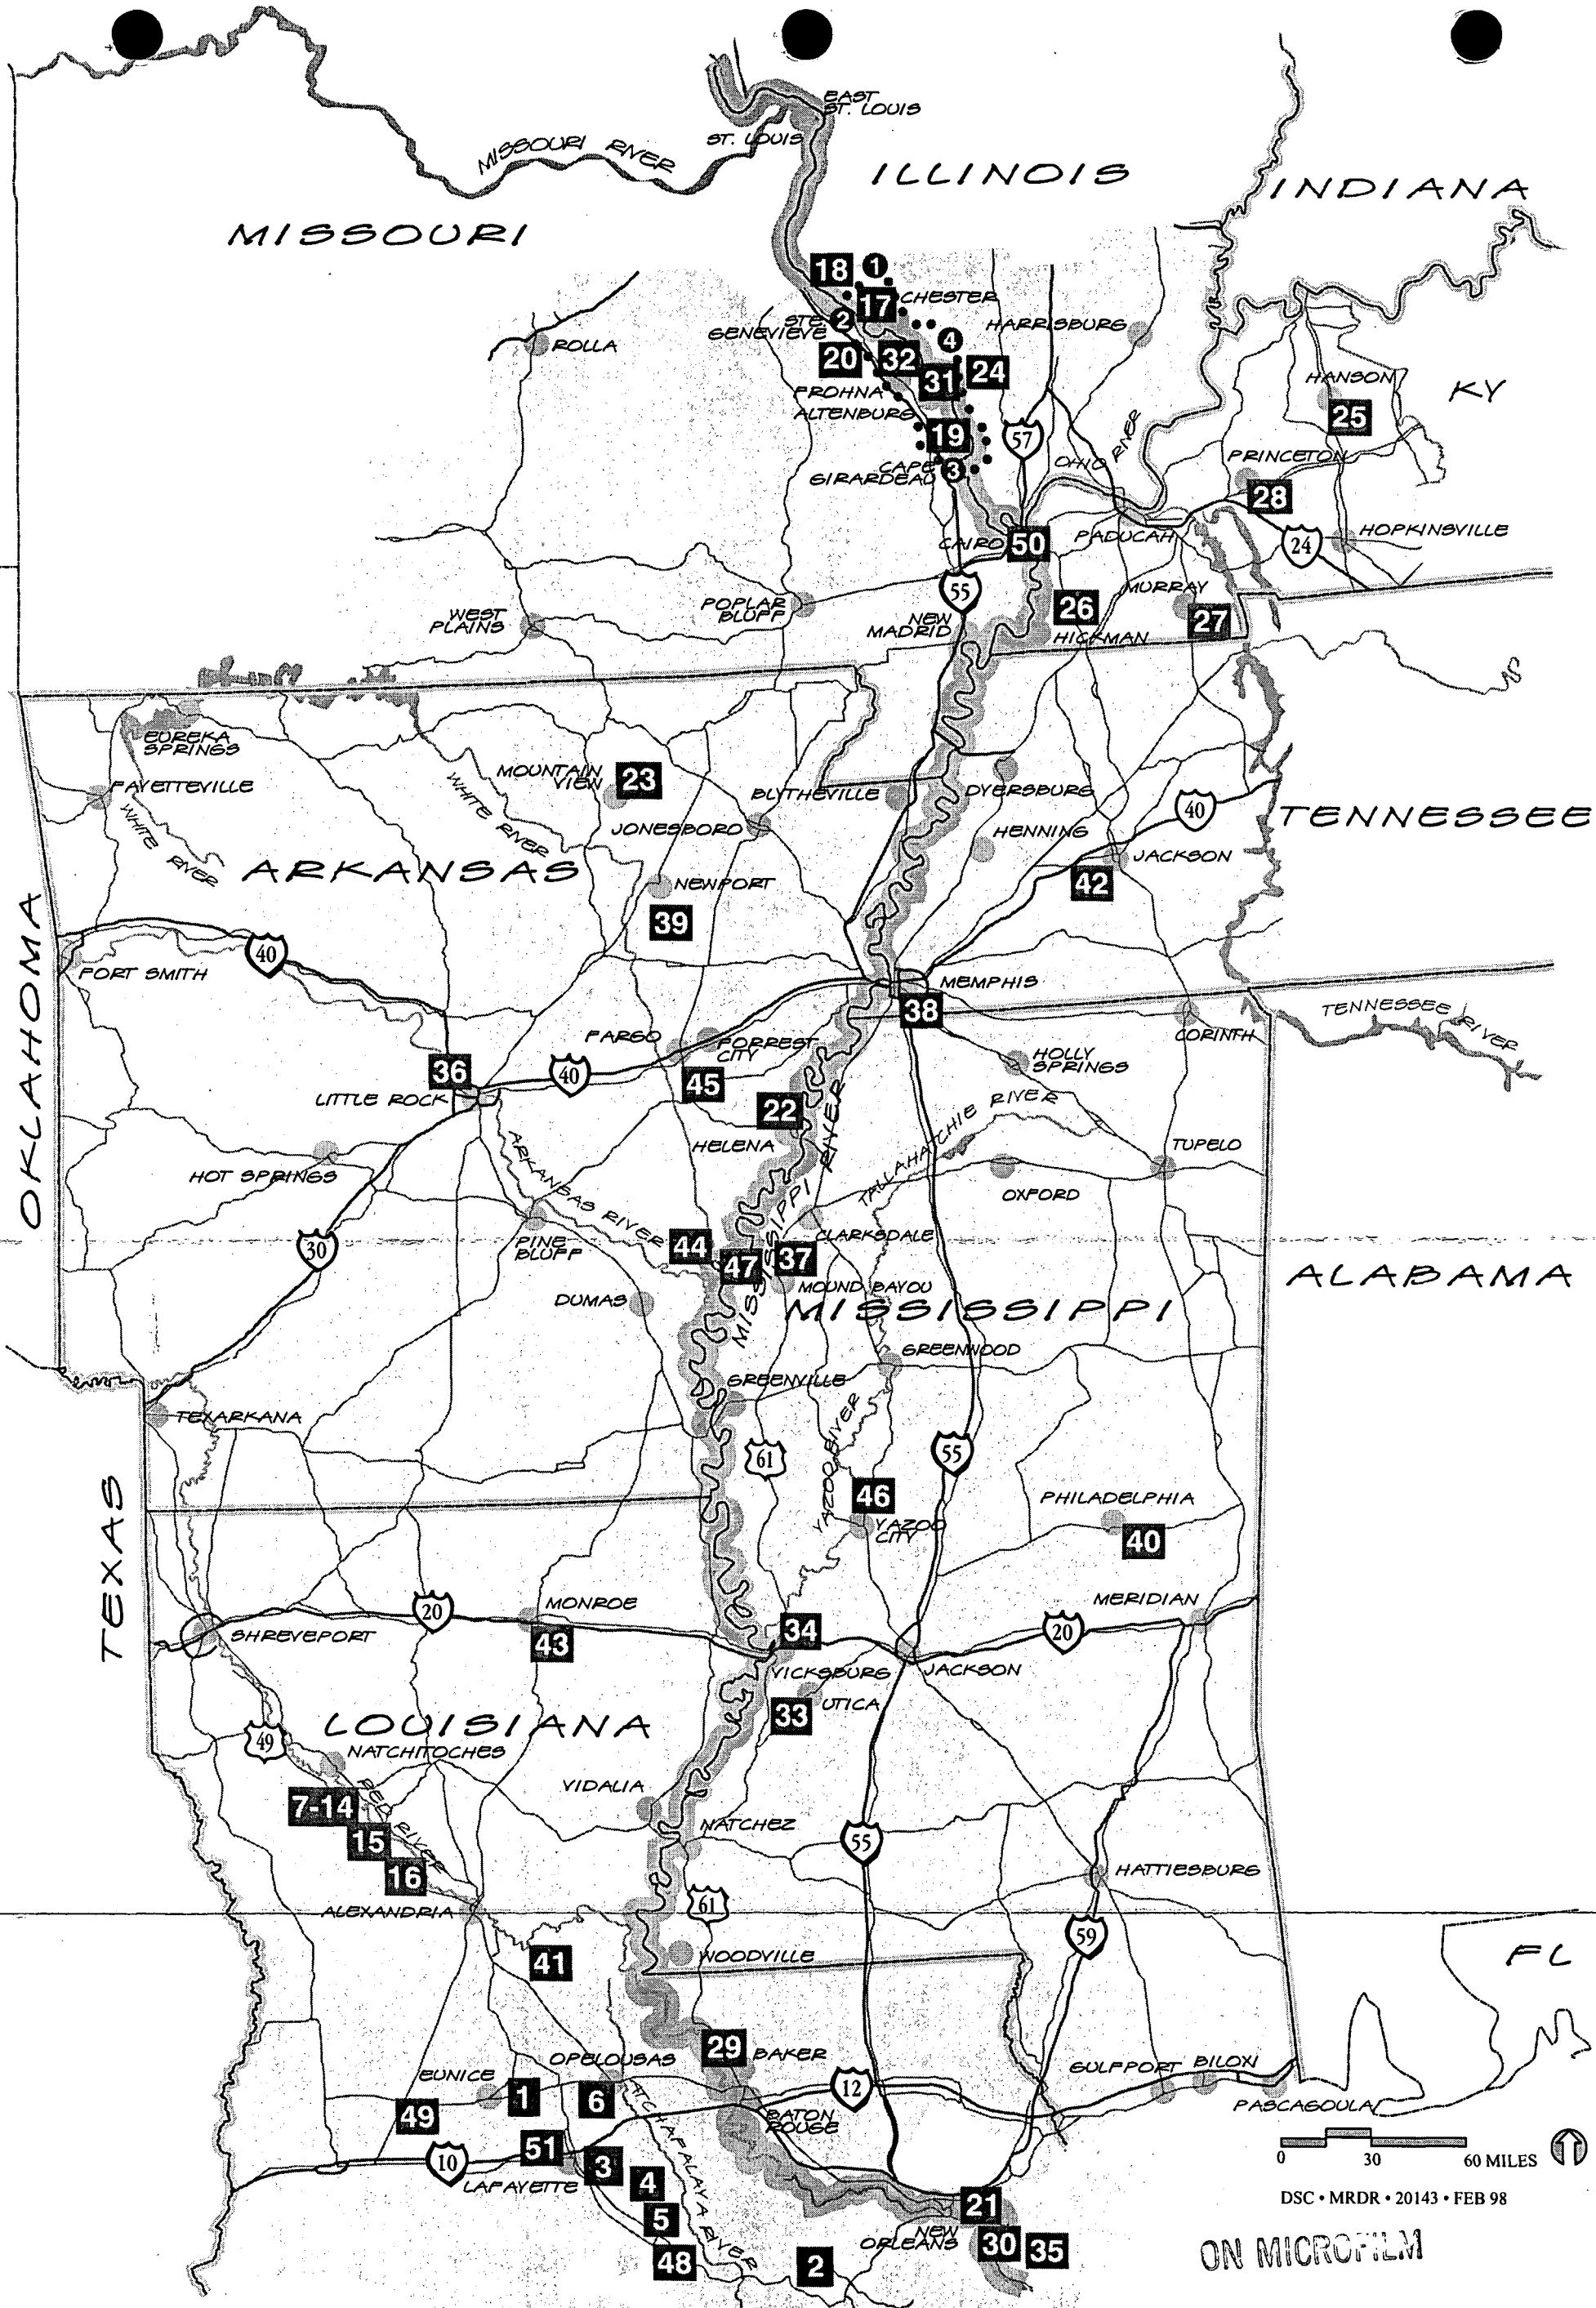 EAST
ST. LOUIS
ST. LOUIS
MISSOURI RIVER
ILLINOIS
INDIANA
MISSOURI
18
1
17
CHESTER
STE.
GENEVIEVE
2
HARRISBURG
ROLLA
4
20
32
31
24
HANSON
KY
FROHNA
ALTENBURG
25
19
57
OHIO RIVER
PRINCETON
CAPE
GIRARDEAU
3
28
CAIRO
50
PADUCAH
24
HOPKINSVILLE
55
MURRAY
WEST
PLAINS
POPLAR
BLUFF
NEW
MADRID
26
27
HICKMAN
EUREKA
SPRINGS
MOUNTAIN
VIEW
23
FAYETTEVILLE
WHITE RIVER
WHITE RIVER
BLYTHEVILLE
DYERSBURG
40
TENNESSEE
JONESBORO
HENNING
ARKANSAS
JACKSON
NEWPORT
42
39
OKLAHOMA
40
FORT SMITH
MEMPHIS
38
TENNESSEE RIVER
CORINTH
FARGO
FORREST
CITY
HOLLY
SPRINGS
36
40
45
LITTLE ROCK
22
HELENA
MISSISSIPPI RIVER
TALLAHATCHIE RIVER
TUPELO
HOT SPRINGS
ARKANSAS RIVER
OXFORD
30
PINE
BLUFF
44
47
37
CLARKSDALE
MOUND BAYOU
ALABAMA
DUMAS
MISSISSIPPI
GREENWOOD
GREENVILLE
TEXARKANA
YAZOO RIVER
61
55
TEXAS
46
YAZOO
CITY
PHILADELPHIA
40
MONROE
MERIDIAN
20
SHREVEPORT
43
34
20
VICKSBURG
JACKSON
33
UTICA
LOUISIANA
49
NATCHITOCHES
VIDALIA
7-14
RED RIVER
15
NATCHEZ
55
16
HATTIESBURG
ALEXANDRIA
61
59
41
WOODVILLE
FL
29
BAKER
OPELOUSAS
EUNICE
GULFPORT
BILOXI
1
6
12
49
ATCHAFALAYA RIVER
BATON
ROUGE
PASCAGOULA
51
10
3
LAFAYETTE
4
0 30 60 MILES
5
21
DSC • MRDR • 20143 • FEB 98
NEW
ORLEANS
30
35
48
2
ON MICROFILM